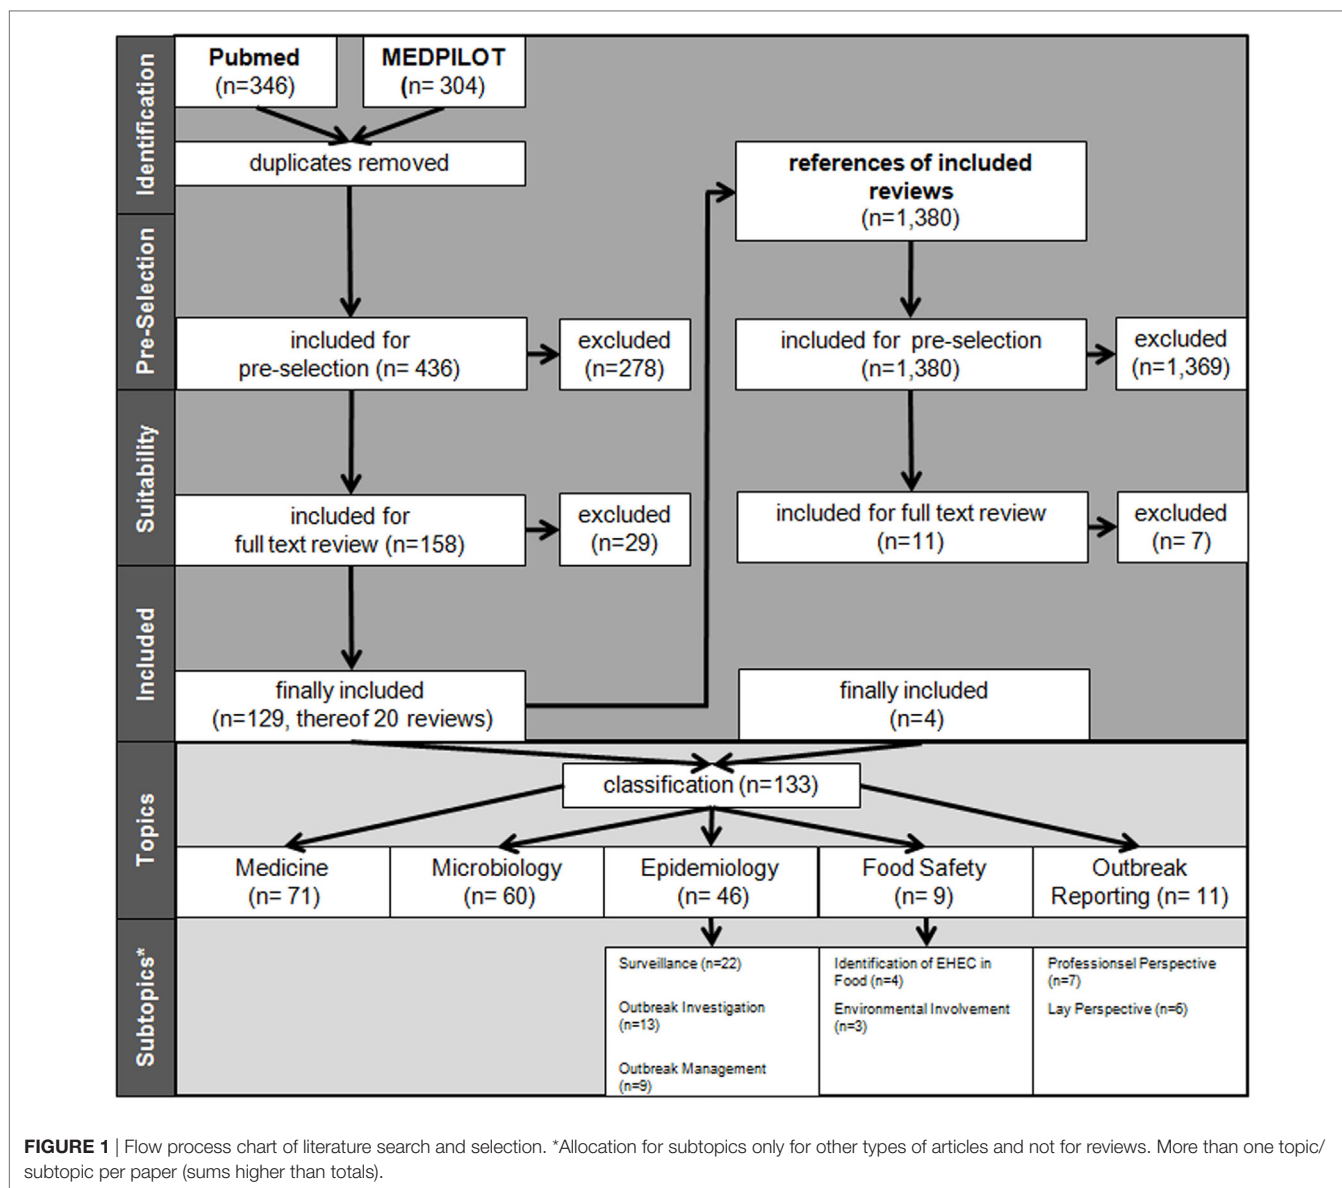 Identification
Pubmed
(n=346)
MEDPILOT
(n= 304)
duplicates removed
references of included
reviews
(n=1,380)
Pre-Selection
included for
pre-selection (n= 436)
excluded
(n=278)
included for pre-selection
(n=1,380)
excluded
(n=1,369)
Suitability
included for
full text review (n=158)
excluded
(n=29)
included for full text review
(n=11)
excluded
(n= 7)
Included
finally included
(n=129, thereof 20 reviews)
finally included
(n=4)
Topics
classification (n=133)
Medicine
(n= 71)
Microbiology
(n= 60)
Epidemiology
(n= 46)
Food Safety
(n= 9)
Outbreak
Reporting (n= 11)
Subtopics*
Surveillance (n=22)
Outbreak Investigation
(n=13)
Outbreak Management
(n=9)
Identification of EHEC in
Food (n=4)
Environmental Involvement
(n=3)
Professionsel Perspective
(n=7)
Lay Perspective (n=6)
FIGURE 1 | Flow process chart of literature search and selection. *Allocation for subtopics only for other types of articles and not for reviews. More than one topic/
subtopic per paper (sums higher than totals).